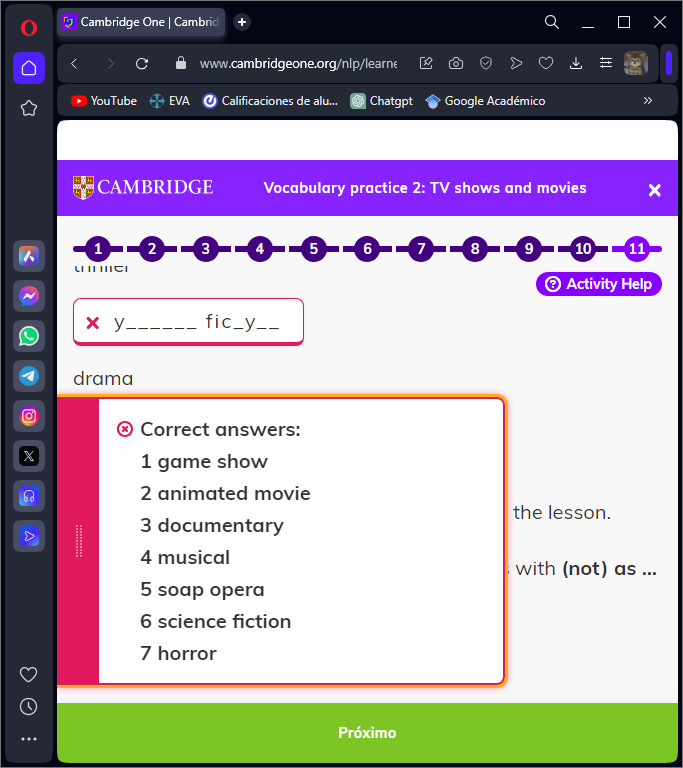 Cambridge One | Cambrid
www.cambridgeone.org/nlp/learne
YouTube EVA Calificaciones de alu... Chatgpt Google Académico »
CAMBRIDGE Vocabulary practice 2: TV shows and movies
1 2 3 4 5 6 7 8 9 10 11
thriller
Activity Help
y______ fic_y__
drama
Correct answers:
1 game show
2 animated movie
3 documentary
4 musical
5 soap opera
6 science fiction
7 horror
the lesson.
with (not) as ...
Próximo